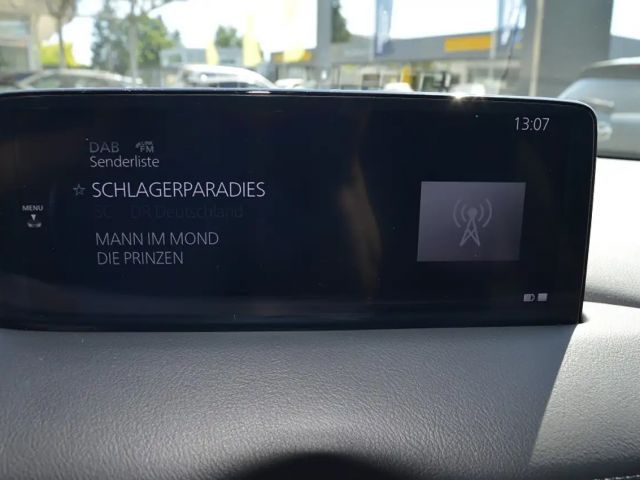 13:07
DAB FM
Senderliste
☆ SCHLAGERPARADIES
DR Deutschland
MENU
MANN IM MOND
DIE PRINZEN